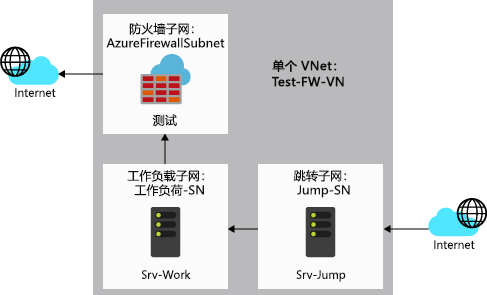 防火墙子网：
AzureFirewallSubnet
测试
单个 VNet：
Test-FW-VN
Internet
工作负载子网：
工作负荷-SN
Srv-Work
跳转子网：
Jump-SN
Srv-Jump
Internet